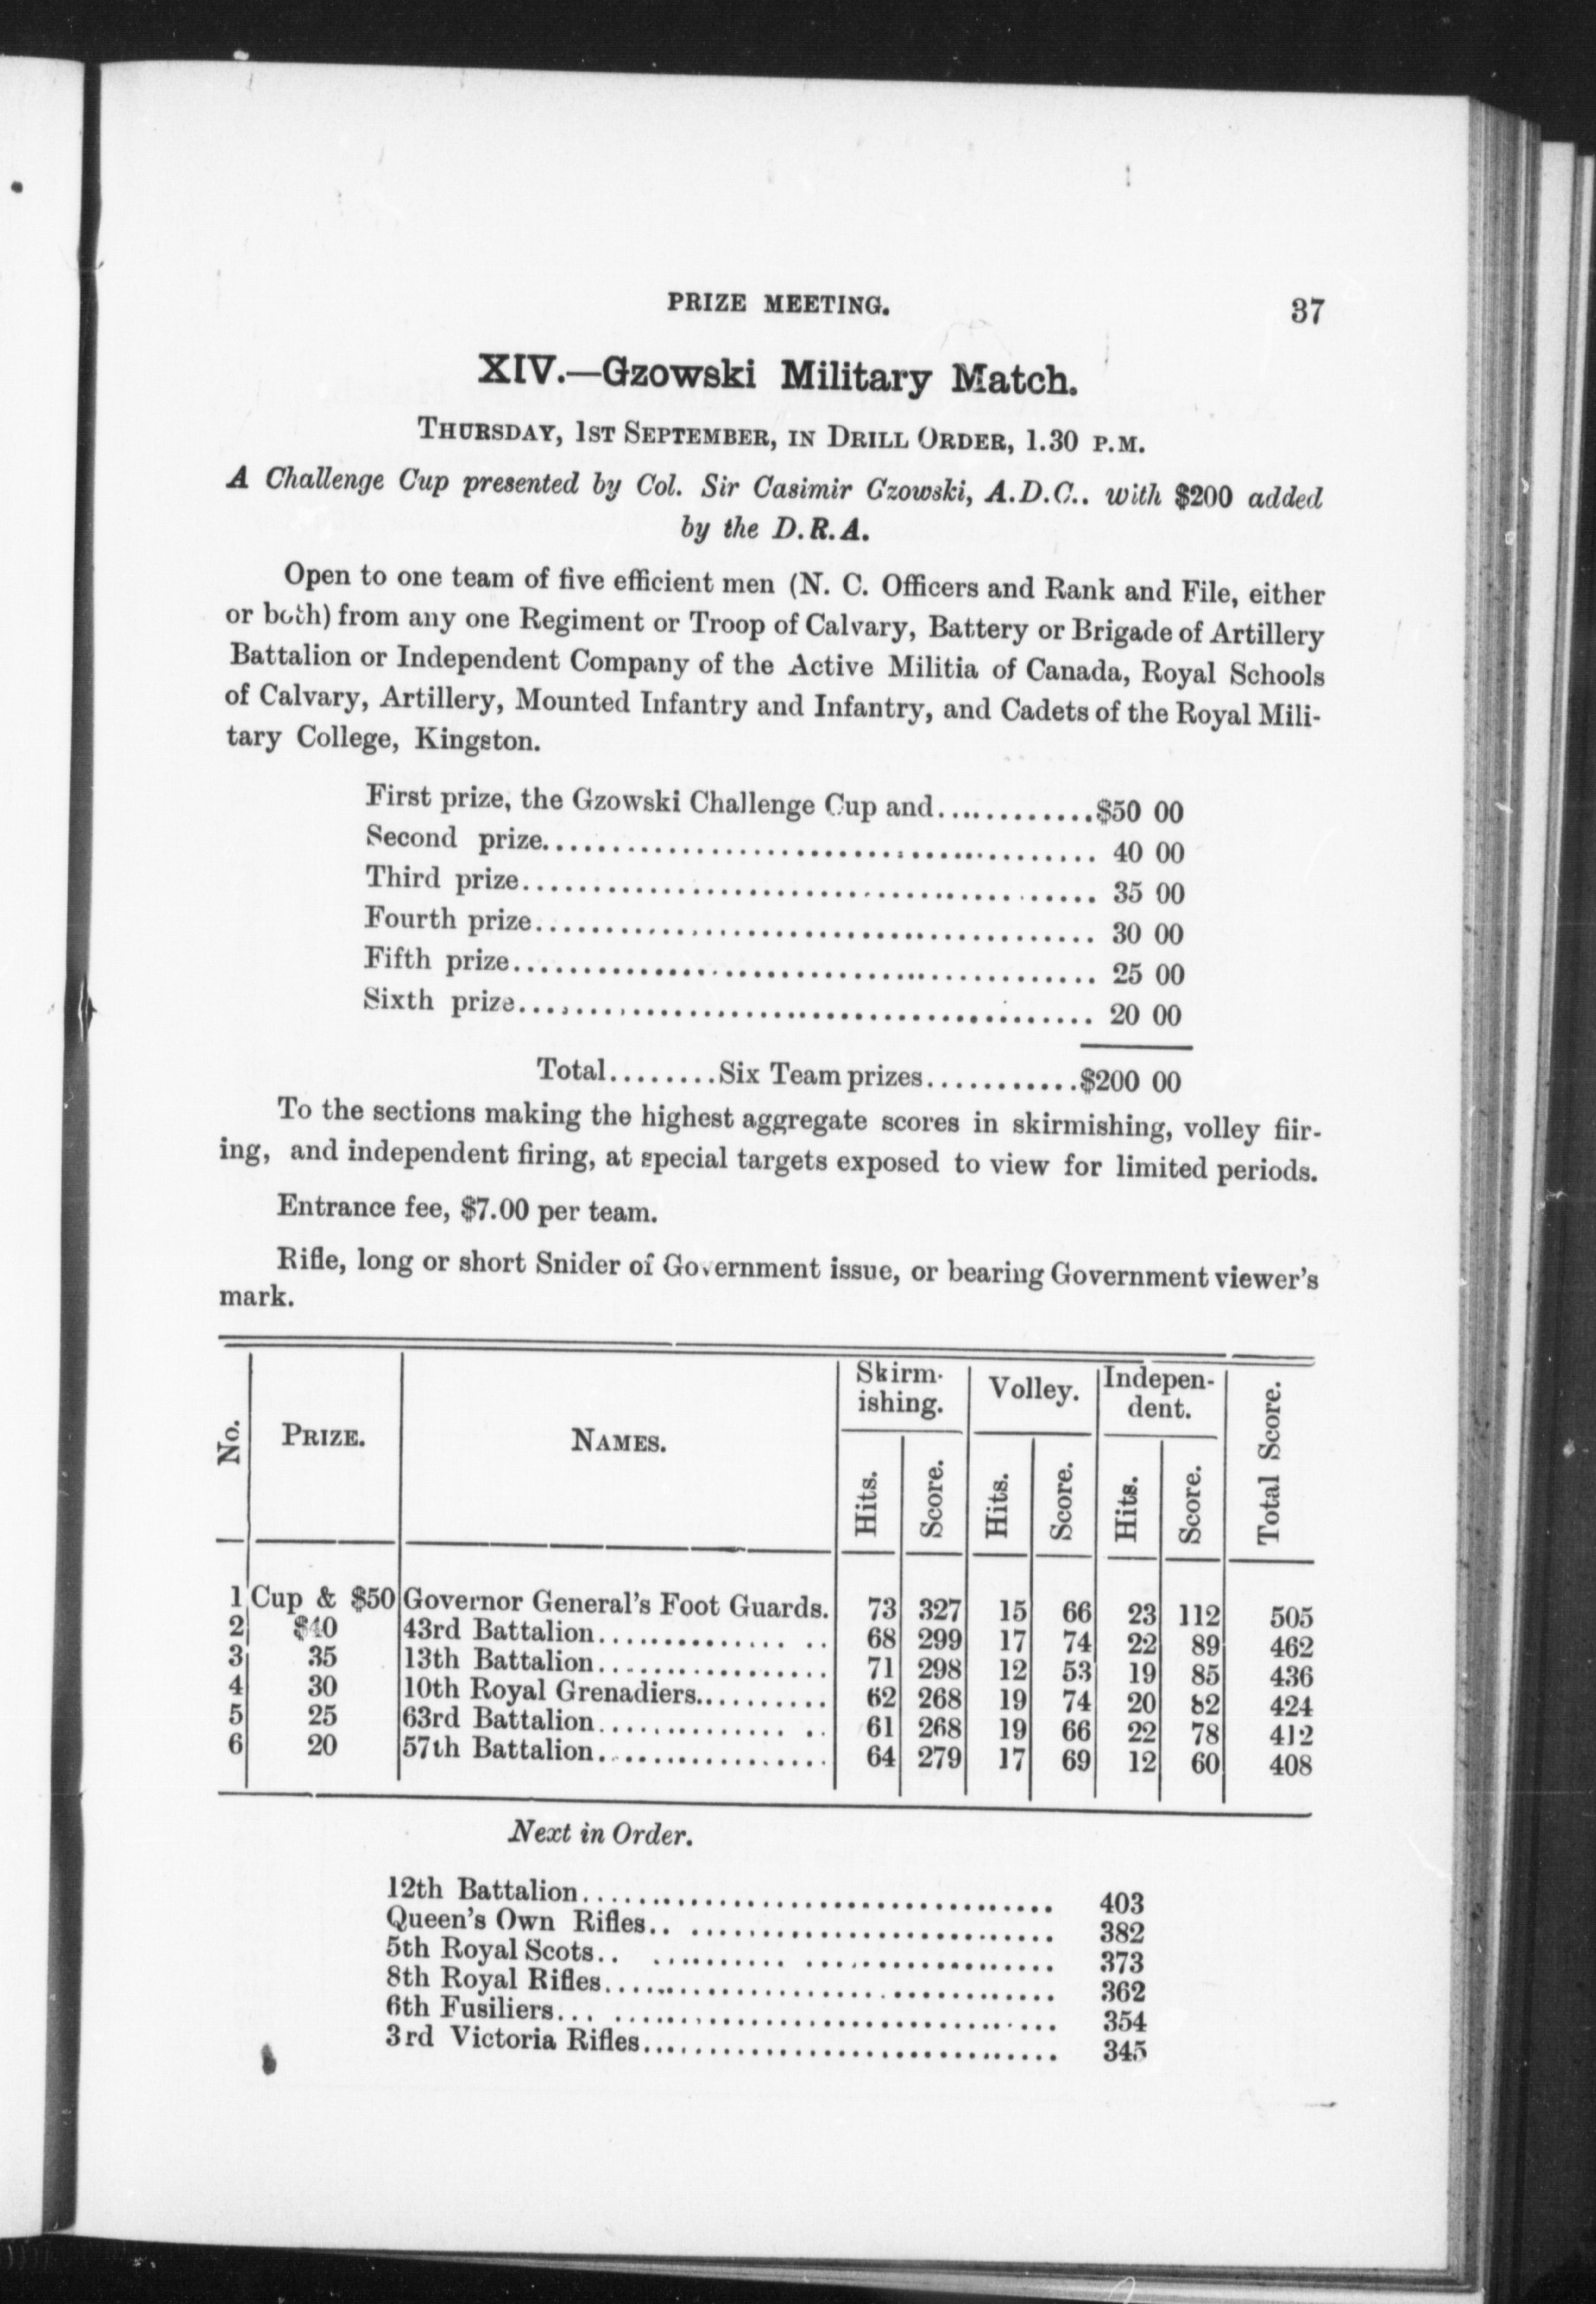 PRIZE MEETING. 37
XIV.—Gzowski Military Match.
THURSDAY, 1ST SEPTEMBER, IN DRILL ORDER, 1.30 P.M.
A Challenge Cup presented by Col. Sir Casimir Gzowski, A.D.C.. with $200 added
by the D.R.A.
Open to one team of five efficient men (N. C. Officers and Rank and File, either
or both) from any one Regiment or Troop of Calvary, Battery or Brigade of Artillery
Battalion or Independent Company of the Active Militia of Canada, Royal Schools
of Calvary, Artillery, Mounted Infantry and Infantry, and Cadets of the Royal Mili-
tary College, Kingston.
First prize, the Gzowski Challenge Cup and............$50 00
Second prize........................................ 40 00
Third prize........................................ 35 00
Fourth prize........................................ 30 00
Fifth prize........................................ 25 00
Sixth prize........................................ 20 00
Total........Six Team prizes...........$200 00
To the sections making the highest aggregate scores in skirmishing, volley fiir-
ing, and independent firing, at special targets exposed to view for limited periods.
Entrance fee, $7.00 per team.
Rifle, long or short Snider of Government issue, or bearing Government viewer's
mark.
No. PRIZE. NAMES. Skirm- ishing. Volley. Indepen- dent. Total Score.
Hits. Score. Hits. Score. Hits. Score.
1 Cup & $50 Governor General's Foot Guards. 73 327 15 66 23 112 505
2 $40 43rd Battalion................ 68 299 17 74 22 89 462
3 35 13th Battalion.................. 71 298 12 53 19 85 436
4 30 10th Royal Grenadiers.......... 62 268 19 74 20 82 424
5 25 63rd Battalion................ 61 268 19 66 22 78 412
6 20 57th Battalion.................. 64 279 17 69 12 60 408
Next in Order.
12th Battalion.................................... 403
Queen's Own Rifles.. ............................ 382
5th Royal Scots.. .......... ................... 373
8th Royal Rifles.................................. 362
6th Fusiliers... ................................. 354
3rd Victoria Rifles................................ 345